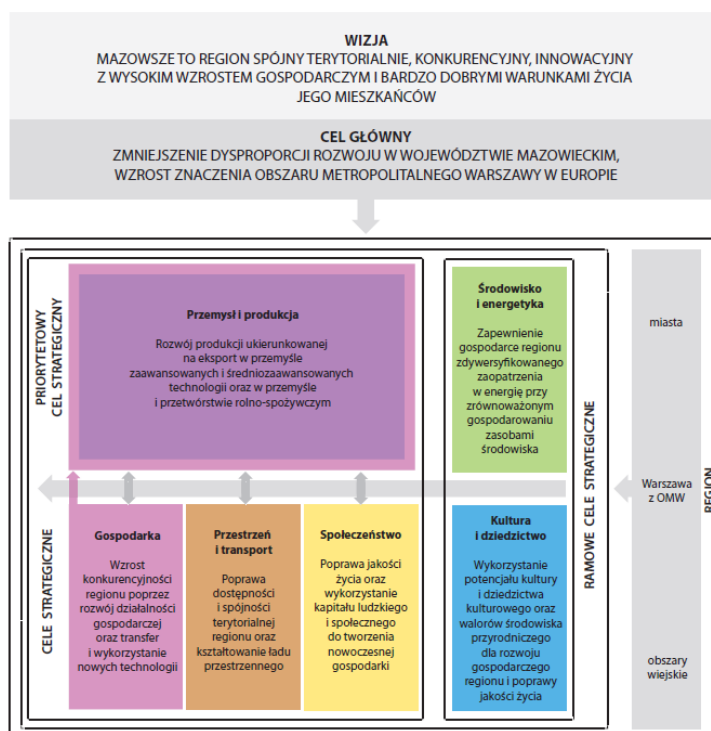 WIZJA
MAZOWSZE TO REGION SPÓJNY TERYTORIALNIE, KONKURENCYJNY, INNOWACYJNY
Z WYSOKIM WZROSTEM GOSPODARCZYM I BARDZO DOBRYMI WARUNKAMI ŻYCIA
JEGO MIESZKAŃCÓW
CEL GŁÓWNY
ZMNIEJSZENIE DYSPROPORCJI ROZWOJU W WOJEWÓDZTWIE MAZOWIECKIM,
WZROST ZNACZENIA OBSZARU METROPOLITALNEGO WARSZAWY W EUROPIE
PRIORYTETOWY
CEL STRATEGICZNY
Przemysł i produkcja
Rozwój produkcji ukierunkowanej
na eksport w przemyśle
zaawansowanych i średniozaawansowanych
technologii oraz w przemyśle
i przetwórstwie rolno-spożywczym
Środowisko
i energetyka
Zapewnienie
gospodarce regionu
zdywersyfikowanego
zaopatrzenia
w energię przy
zrównoważonym
gospodarowaniu
zasobami
środowiska
CELE STRATEGICZNE
Gospodarka
Wzrost
konkurencyjności
regionu poprzez
rozwój działalności
gospodarczej
oraz transfer
i wykorzystanie
nowych technologii
Przestrzeń
i transport
Poprawa
dostępności
i spójności
terytorialnej
regionu oraz
kształtowanie ładu
przestrzennego
Społeczeństwo
Poprawa jakości
życia oraz
wykorzystanie
kapitału ludzkiego
i społecznego
do tworzenia
nowoczesnej
gospodarki
Kultura
i dziedzictwo
Wykorzystanie
potencjału kultury
i dziedzictwa
kulturowego oraz
walorów środowiska
przyrodniczego
dla rozwoju
gospodarczego
regionu i poprawy
jakości życia
RAMOWE CELE STRATEGICZNE
miasta
Warszawa
z OMW
obszary
wiejskie
REGION